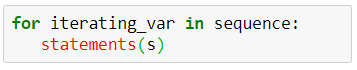 for iterating_var in sequence:
   statements(s)